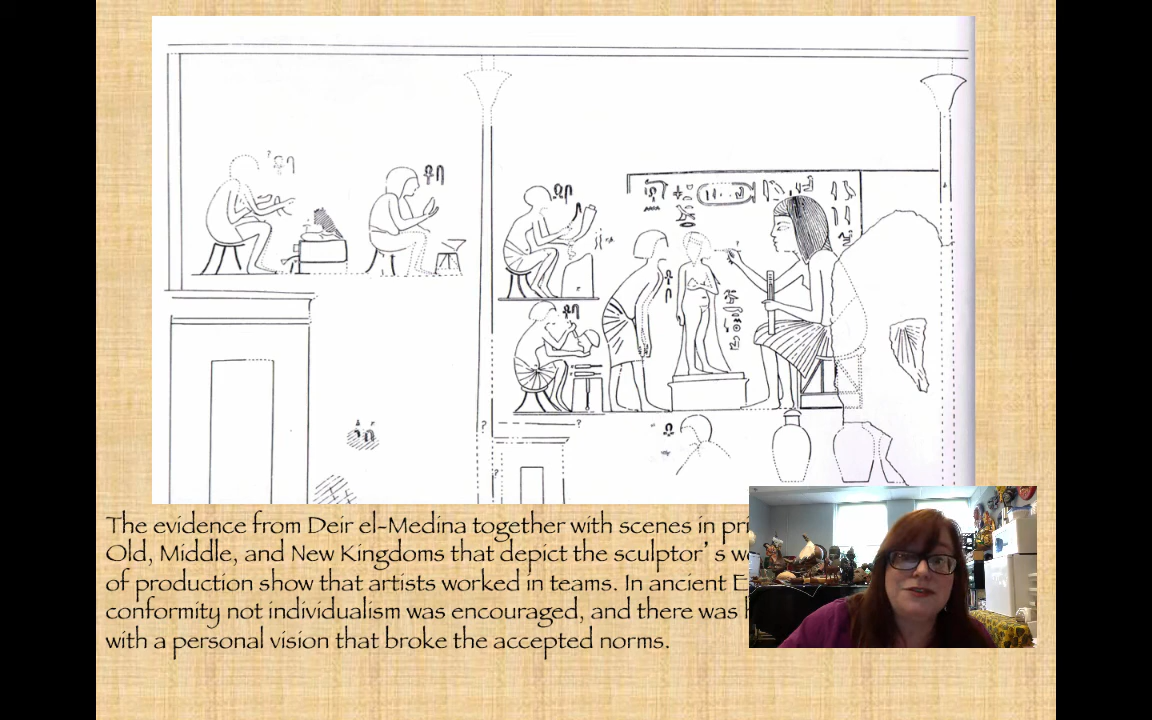 The evidence from Deir el-Medina together with scenes in
Old, Middle, and New Kingdoms that depict the sculptor's
of production show that artists worked in teams. In ancient
conformity not individualism was encouraged, and there was
with a personal vision that broke the accepted norms.